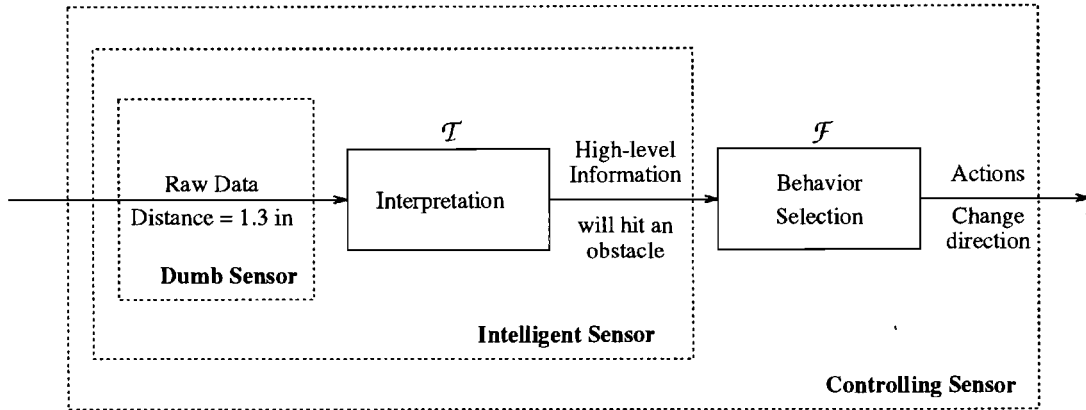 𝒯
Raw Data
Distance = 1.3 in
Dumb Sensor
Interpretation
High-level
Information
will hit an
obstacle
Intelligent Sensor
ℱ
Behavior
Selection
Actions
Change
direction
Controlling Sensor